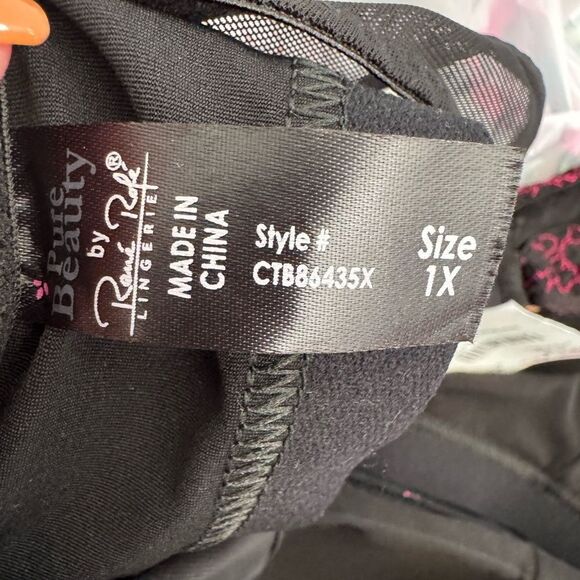 Pure
Beauty
by
René Rofé®
LINGERIE
MADE IN
CHINA
Style #
CTB86435X
Size
1X